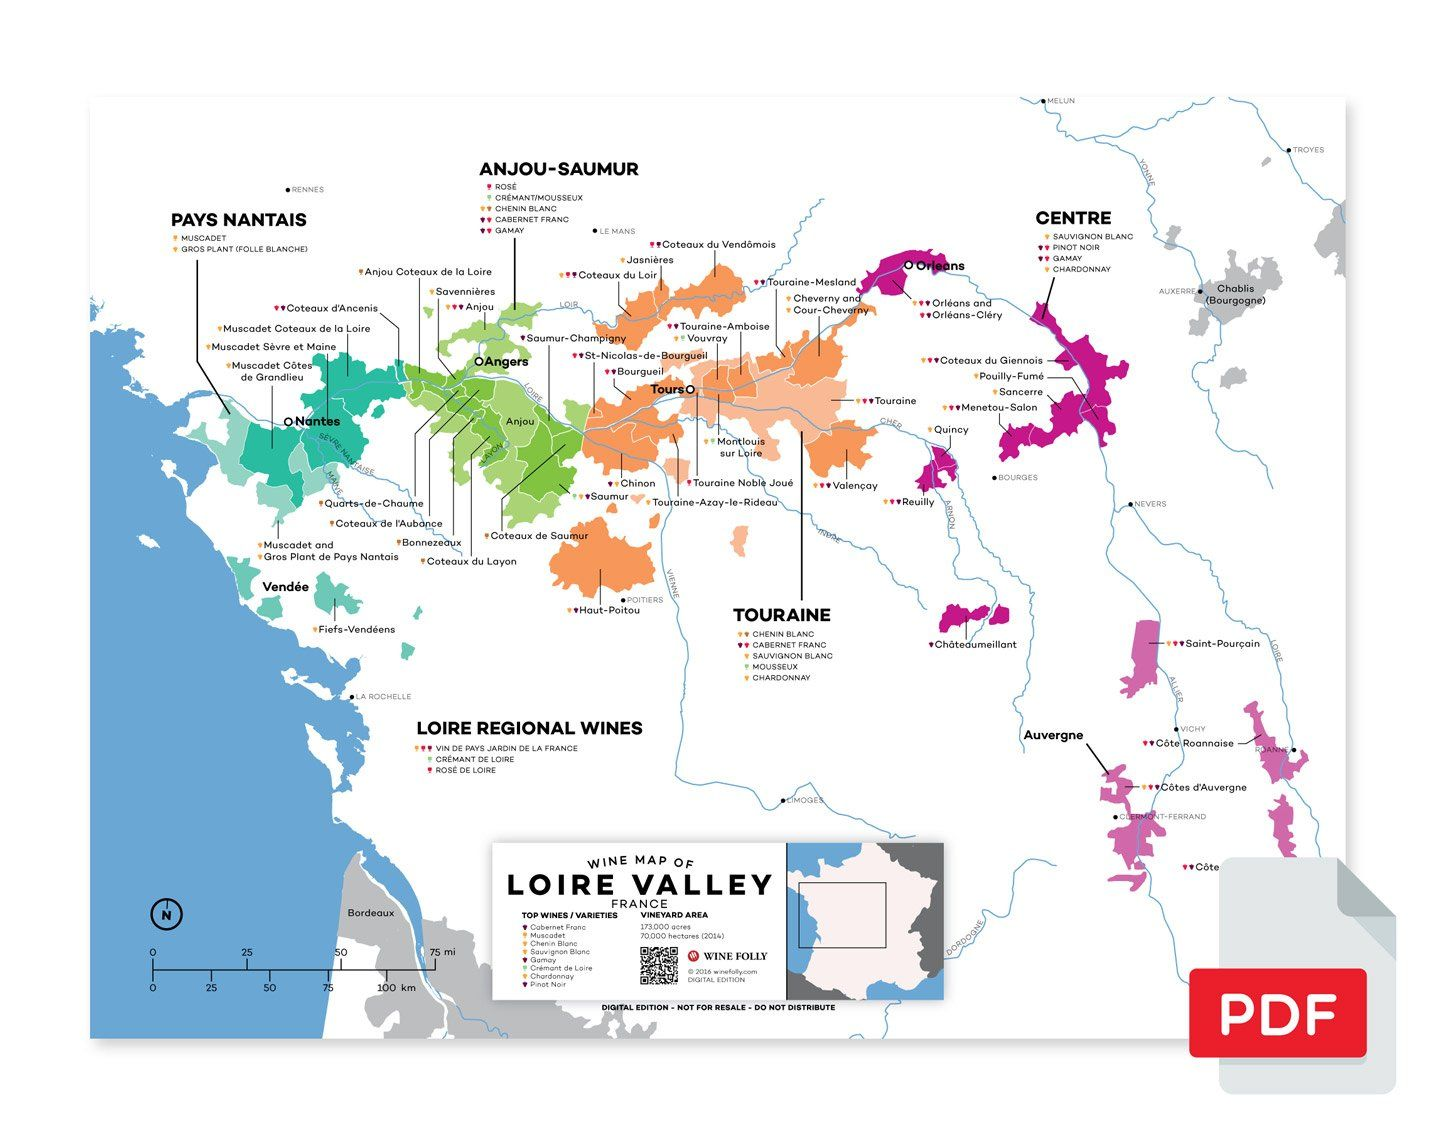 MELUN
TROYES
YONNE
ANJOU-SAUMUR
ROSÉ
CRÉMANT/MOUSSEUX
CHENIN BLANC
CABERNET FRANC
GAMAY
RENNES
PAYS NANTAIS
MUSCADET
GROS PLANT (FOLLE BLANCHE)
LE MANS
CENTRE
SAUVIGNON BLANC
PINOT NOIR
GAMAY
CHARDONNAY
Coteaux du Vendômois
Jasnières
Coteaux du Loir
Anjou Coteaux de la Loire
Savennières
Anjou
Coteaux d'Ancenis
LOIR
Touraine-Mesland
Cheverny and
Cour-Cheverny
Orleans
Orléans and
Orléans-Cléry
AUXERRE
Chablis
(Bourgogne)
Muscadet Coteaux de la Loire
Muscadet Sèvre et Maine
Muscadet Côtes
de Grandlieu
Saumur-Champigny
Touraine-Amboise
Vouvray
St-Nicolas-de-Bourgueil
Bourgueil
Angers
Tours
LOIRE
Coteaux du Giennois
Pouilly-Fumé
Sancerre
Menetou-Salon
Touraine
Nantes
Anjou
CHER
Quincy
SÈVRE NANTAISE
MAINE
LAYON
Montlouis
sur Loire
Chinon
Saumur
Touraine Noble Joué
Touraine-Azay-le-Rideau
Valençay
Reuilly
BOURGES
NEVERS
ARNON
Quarts-de-Chaume
Coteaux de l'Aubance
Bonnezeaux
Coteaux du Layon
Coteaux de Saumur
INDRE
Muscadet and
Gros Plant de Pays Nantais
Vendée
Fiefs-Vendéens
VIENNE
POITIERS
Haut-Poitou
TOURAINE
CHENIN BLANC
CABERNET FRANC
SAUVIGNON BLANC
MOUSSEUX
CHARDONNAY
Châteaumeillant
Saint-Pourçain
LOIRE
ALLIER
LA ROCHELLE
LOIRE REGIONAL WINES
VIN DE PAYS JARDIN DE LA FRANCE
CRÉMANT DE LOIRE
ROSÉ DE LOIRE
Auvergne
VICHY
Côte Roannaise
ROANNE
Côtes d'Auvergne
CLERMONT-FERRAND
LIMOGES
Côte
Bordeaux
DORDOGNE
N
0 25 50 75 mi
0 25 50 75 100 km
WINE MAP OF
LOIRE VALLEY
FRANCE
TOP WINES / VARIETIES
Cabernet Franc
Muscadet
Chenin Blanc
Sauvignon Blanc
Gamay
Crémant de Loire
Chardonnay
Pinot Noir
VINEYARD AREA
173,000 acres
70,000 hectares (2014)
WINE FOLLY
© 2016 winefolly.com
DIGITAL EDITION
DIGITAL EDITION - NOT FOR RESALE - DO NOT DISTRIBUTE
PDF